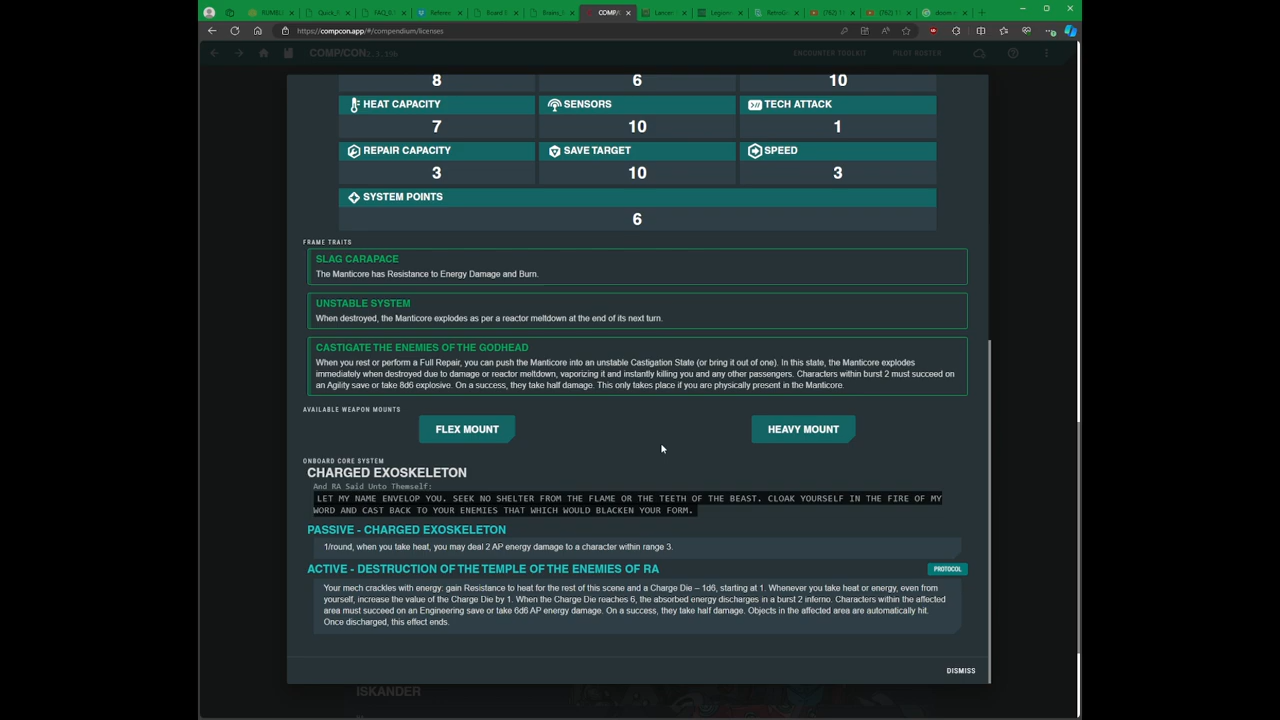 RUMBL
Quick_
FAQ_0.
Referen
Board
Brains_
COMP/
Lancer
Legion
RetroG
(762) 1
(762) 1
doom -
https://compcon.app/#/compendium/licenses
COMP/CON
ENCOUNTER TOOLKIT
PILOT ROSTER
8
6
10
HEAT CAPACITY
SENSORS
TECH ATTACK
7
10
1
REPAIR CAPACITY
SAVE TARGET
SPEED
3
10
3
SYSTEM POINTS
6
FRAME TRAITS
SLAG CARAPACE
The Manticore has Resistance to Energy Damage and Burn.
UNSTABLE SYSTEM
When destroyed, the Manticore explodes as per a reactor meltdown at the end of its next turn.
CASTIGATE THE ENEMIES OF THE GODHEAD
When you rest or perform a Full Repair, you can push the Manticore into an unstable Castigation State (or bring it out of one). In this state, the Manticore explodes
immediately when destroyed due to damage or reactor meltdown, vaporizing it and instantly killing you and any other passengers. Characters within burst 2 must succeed on
an Agility save or take 8d6 explosive. On a success, they take half damage. This only takes place if you are physically present in the Manticore.
AVAILABLE WEAPON MOUNTS
FLEX MOUNT
HEAVY MOUNT
ONBOARD CORE SYSTEM
CHARGED EXOSKELETON
And RA Said Unto Themself:
LET MY NAME ENVELOP YOU. SEEK NO SHELTER FROM THE FLAME OR THE TEETH OF THE BEAST. CLOAK YOURSELF IN THE FIRE OF MY
WORD AND CAST BACK TO YOUR ENEMIES THAT WHICH WOULD BLACKEN YOUR FORM.
PASSIVE - CHARGED EXOSKELETON
1/round, when you take heat, you may deal 2 AP energy damage to a character within range 3.
ACTIVE - DESTRUCTION OF THE TEMPLE OF THE ENEMIES OF RA
PROTOCOL
Your mech crackles with energy: gain Resistance to heat for the rest of this scene and a Charge Die – 1d6, starting at 1. Whenever you take heat or energy, even from
yourself, increase the value of the Charge Die by 1. When the Charge Die reaches 6, the absorbed energy discharges in a burst 2 inferno. Characters within the affected
area must succeed on an Engineering save or take 6d6 AP energy damage. On a success, they take half damage. Objects in the affected area are automatically hit.
Once discharged, this effect ends.
DISMISS
ISKANDER